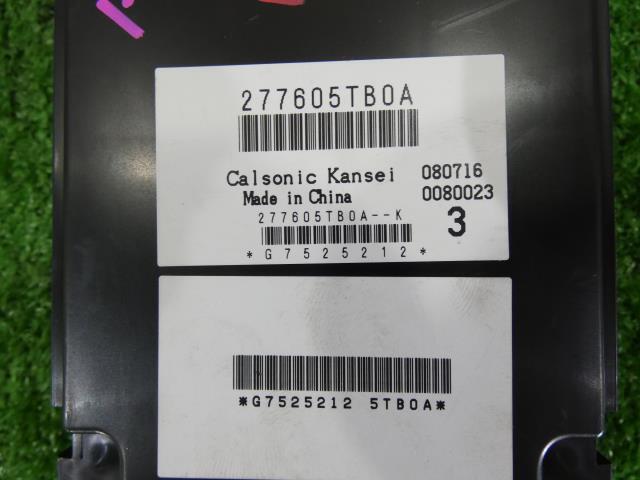 277605TB0A
Calsonic Kansei 080716
Made in China 0080023
277605TB0A--K 3
*G7525212*
*G7525212 5TB0A*